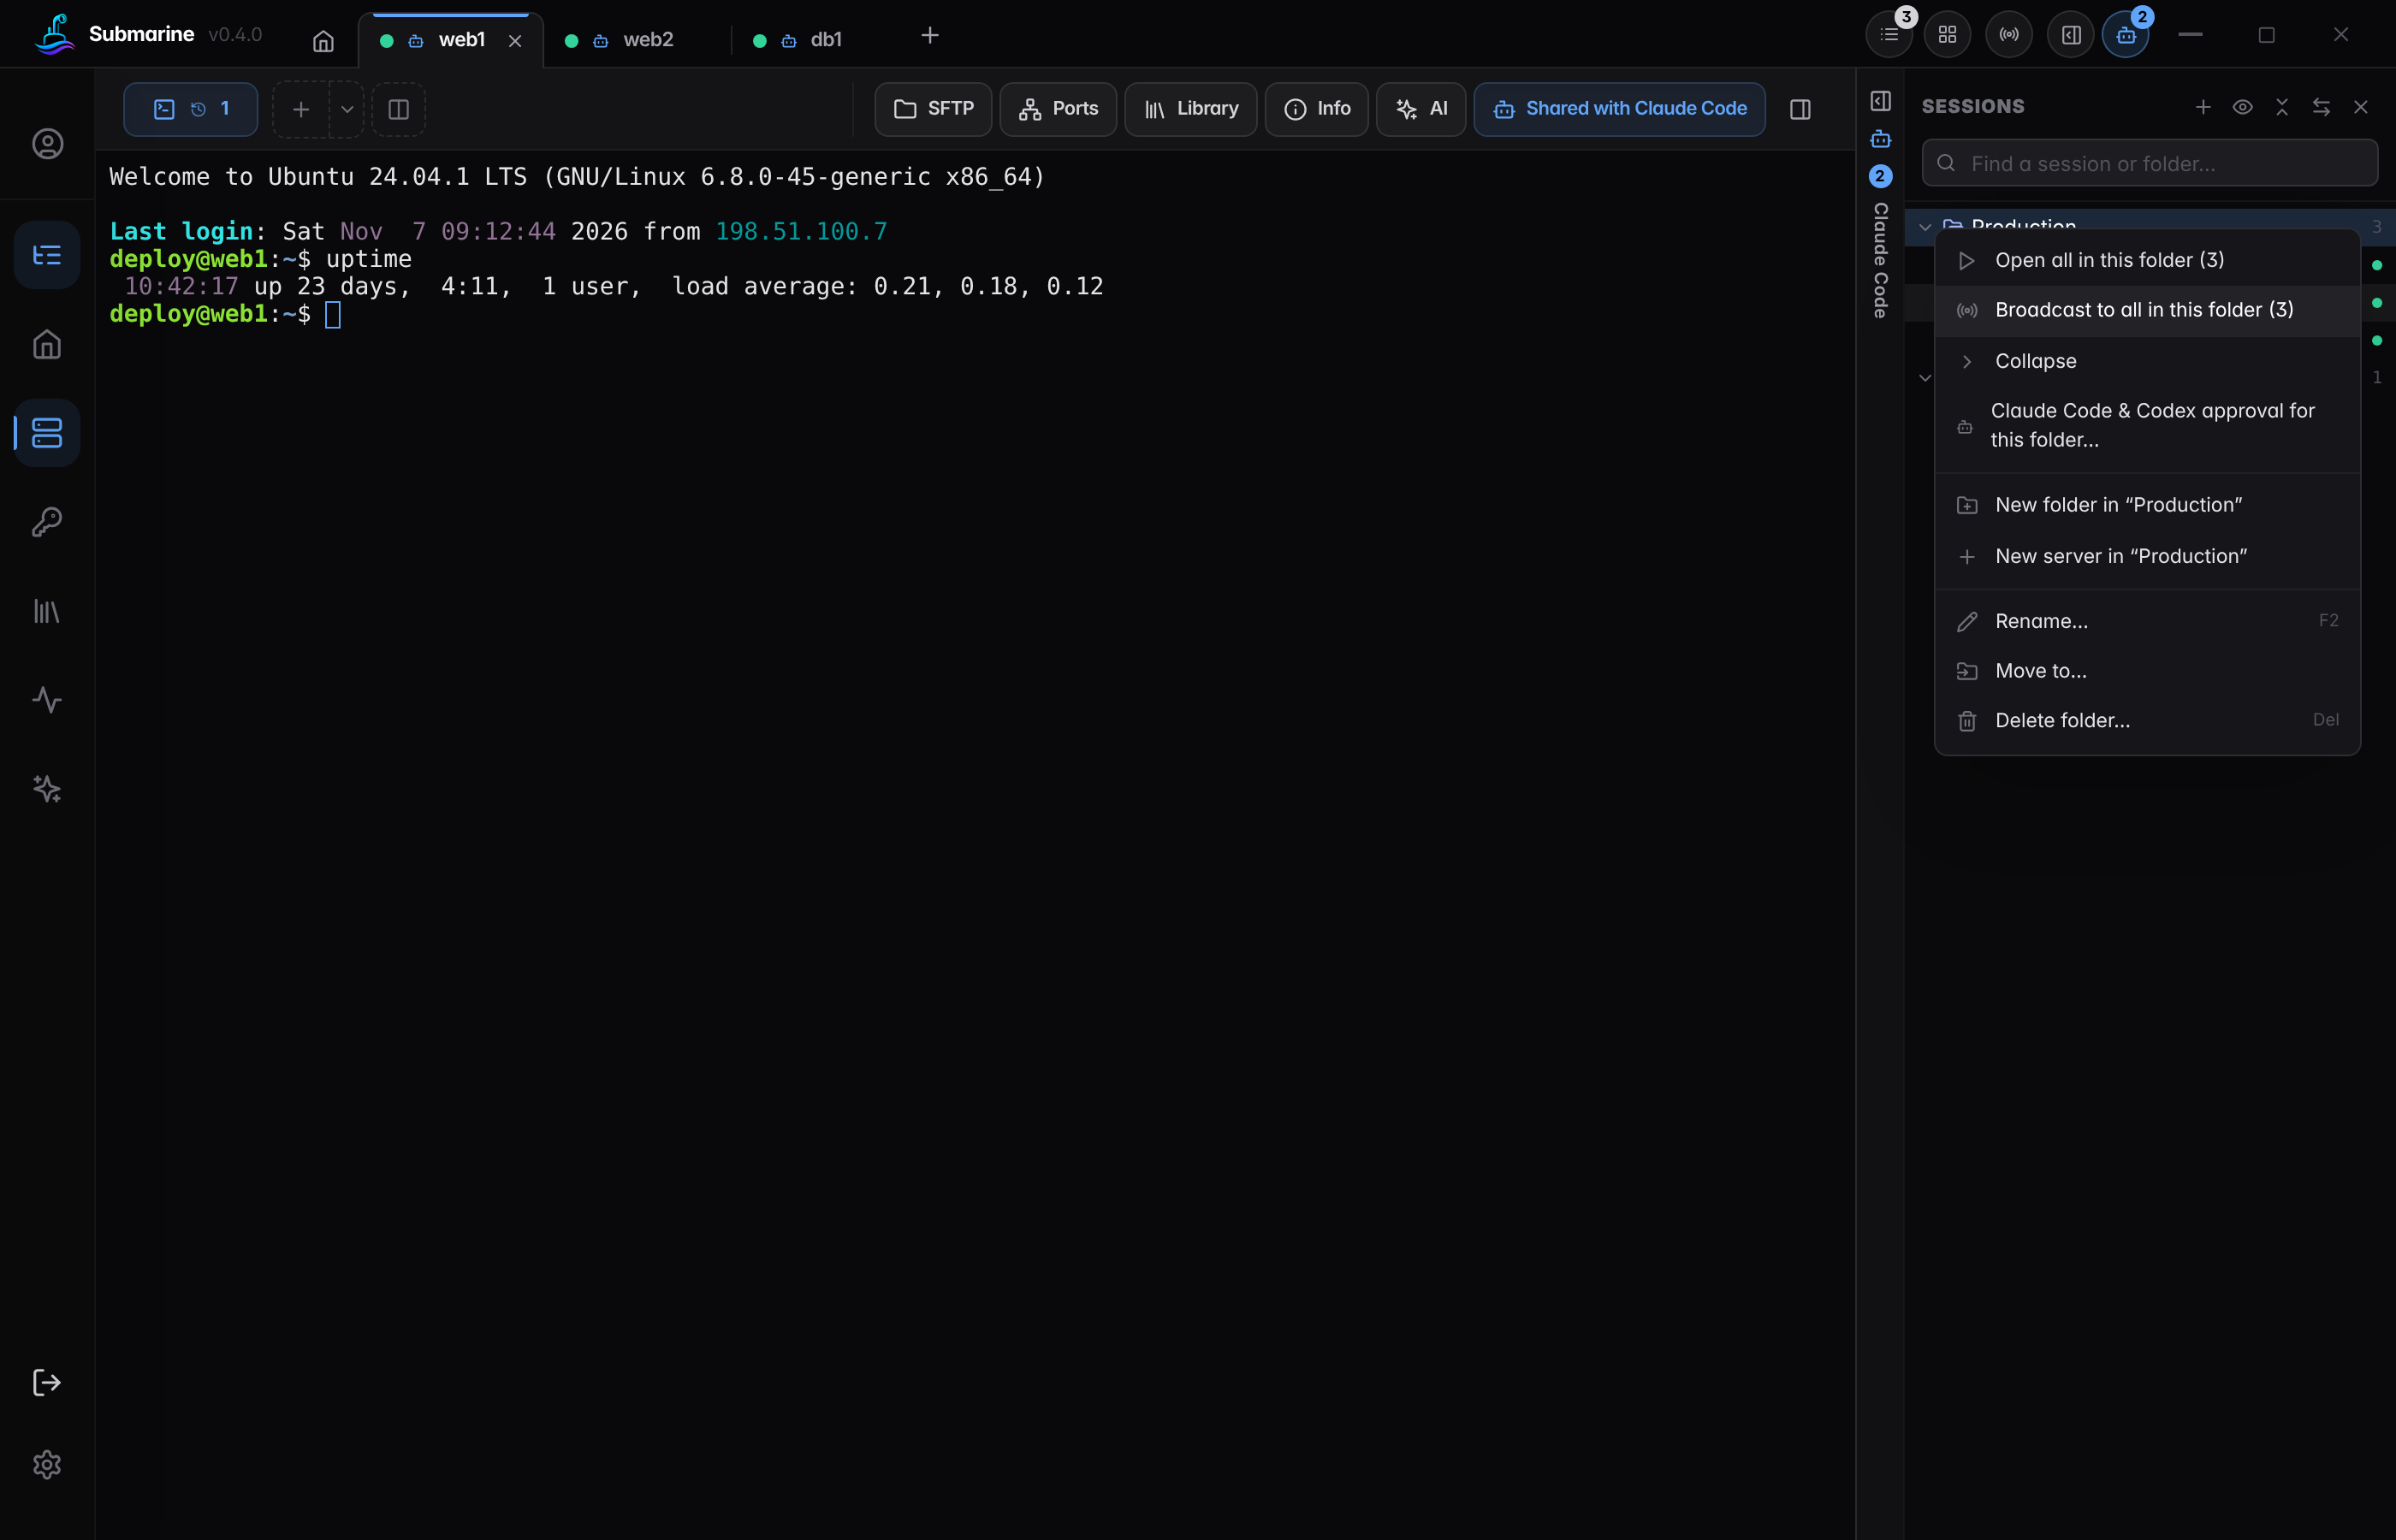 Submarine v0.4.0
web1
web2
db1
3
2
1
SFTP
Ports
Library
Info
AI
Shared with Claude Code
Welcome to Ubuntu 24.04.1 LTS (GNU/Linux 6.8.0-45-generic x86_64)
Last login: Sat Nov  7 09:12:44 2026 from 198.51.100.7
deploy@web1:~$ uptime
 10:42:17 up 23 days,  4:11,  1 user,  load average: 0.21, 0.18, 0.12
deploy@web1:~$
2
Claude Code
SESSIONS
Find a session or folder...
Production 3
Open all in this folder (3)
Broadcast to all in this folder (3)
Collapse
1
Claude Code & Codex approval for
this folder...
New folder in “Production”
New server in “Production”
Rename... F2
Move to...
Delete folder... Del